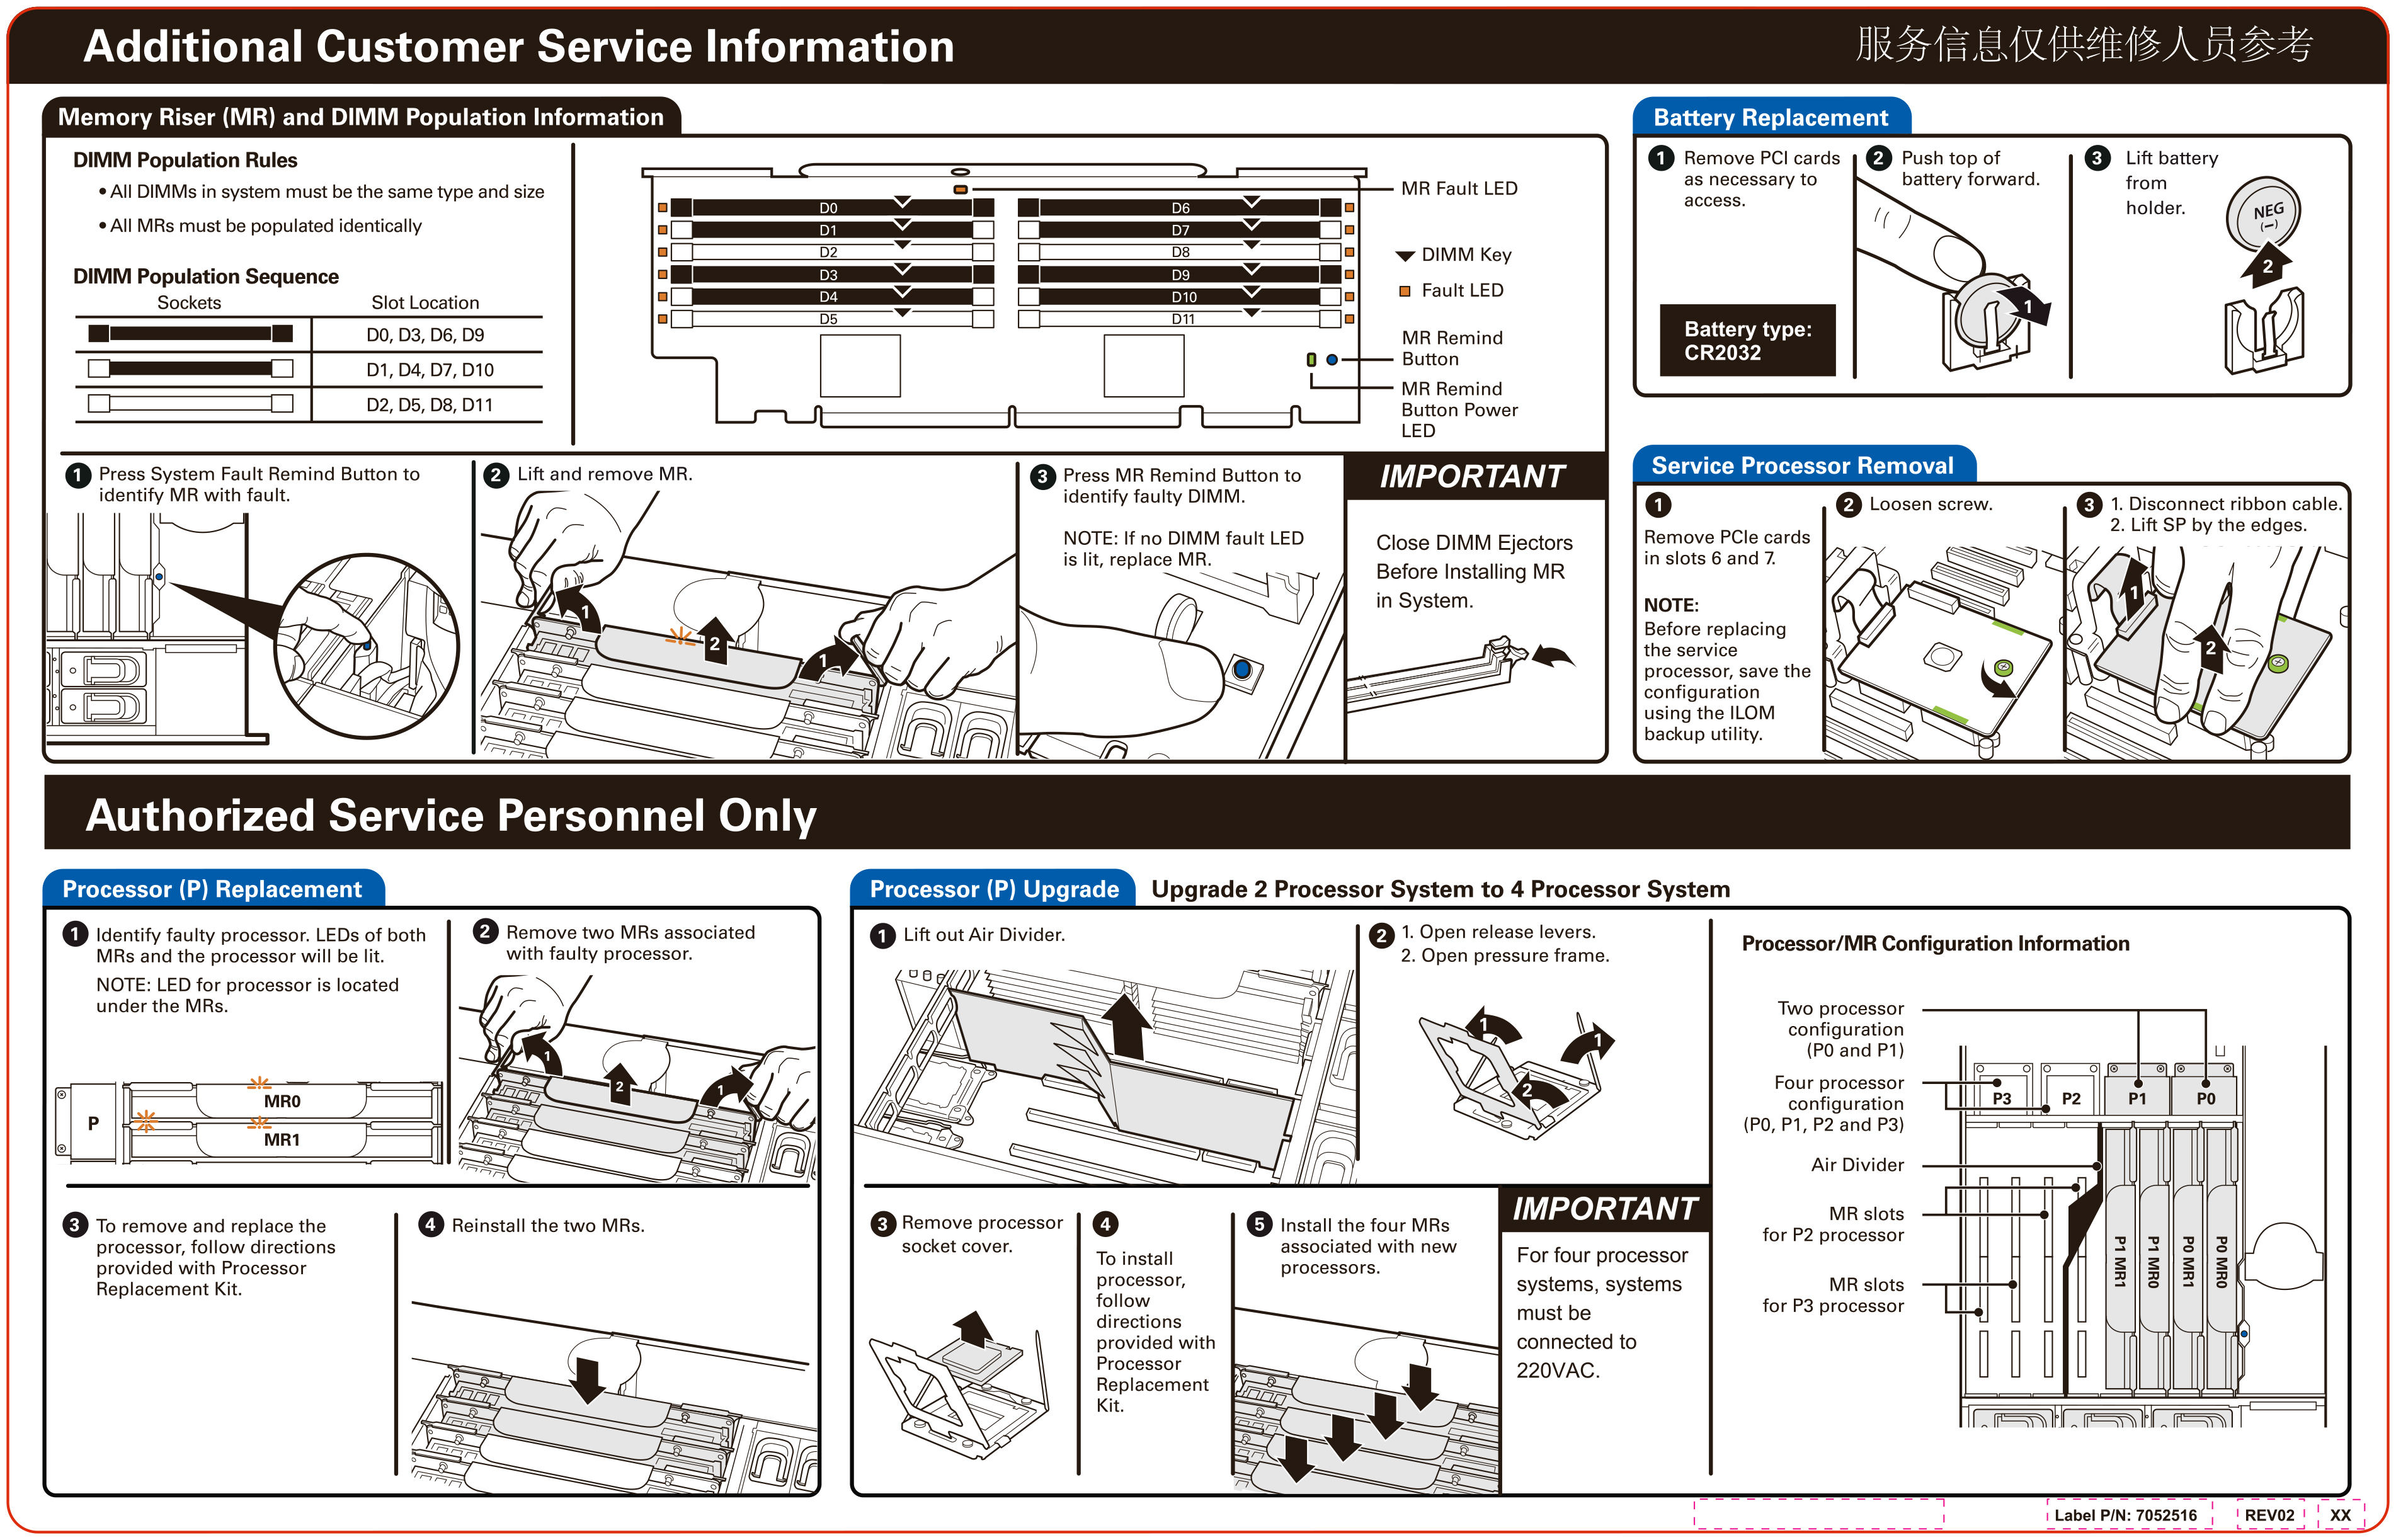 Additional Customer Service Information
服务信息仅供维修人员参考
Memory Riser (MR) and DIMM Population Information
DIMM Population Rules
• All DIMMs in system must be the same type and size
• All MRs must be populated identically
DIMM Population Sequence
Sockets
Slot Location
D0, D3, D6, D9
D1, D4, D7, D10
D2, D5, D8, D11
D0
D1
D2
D3
D4
D5
D6
D7
D8
D9
D10
D11
MR Fault LED
DIMM Key
Fault LED
MR Remind
Button
MR Remind
Button Power
LED
1 Press System Fault Remind Button to
identify MR with fault.
2 Lift and remove MR.
1
2
1
3 Press MR Remind Button to
identify faulty DIMM.
NOTE: If no DIMM fault LED
is lit, replace MR.
IMPORTANT
Close DIMM Ejectors
Before Installing MR
in System.
Battery Replacement
1 Remove PCI cards
as necessary to
access.
Battery type:
CR2032
2 Push top of
battery forward.
1
3 Lift battery
from
holder.
NEG
(–)
2
Service Processor Removal
1
Remove PCIe cards
in slots 6 and 7.
NOTE:
Before replacing
the service
processor, save the
configuration
using the ILOM
backup utility.
2 Loosen screw.
3 1. Disconnect ribbon cable.
2. Lift SP by the edges.
1
2
Authorized Service Personnel Only
Processor (P) Replacement
1 Identify faulty processor. LEDs of both
MRs and the processor will be lit.
NOTE: LED for processor is located
under the MRs.
P
MR0
MR1
2 Remove two MRs associated
with faulty processor.
1
2
1
3 To remove and replace the
processor, follow directions
provided with Processor
Replacement Kit.
4 Reinstall the two MRs.
Processor (P) Upgrade
Upgrade 2 Processor System to 4 Processor System
1 Lift out Air Divider.
2 1. Open release levers.
2. Open pressure frame.
1
1
2
3 Remove processor
socket cover.
4
To install
processor,
follow
directions
provided with
Processor
Replacement
Kit.
5 Install the four MRs
associated with new
processors.
IMPORTANT
For four processor
systems, systems
must be
connected to
220VAC.
Processor/MR Configuration Information
Two processor
configuration
(P0 and P1)
Four processor
configuration
(P0, P1, P2 and P3)
Air Divider
MR slots
for P2 processor
MR slots
for P3 processor
P3
P2
P1
P0
P1 MR1
P1 MR0
P0 MR1
P0 MR0
Label P/N: 7052516
REV02
XX